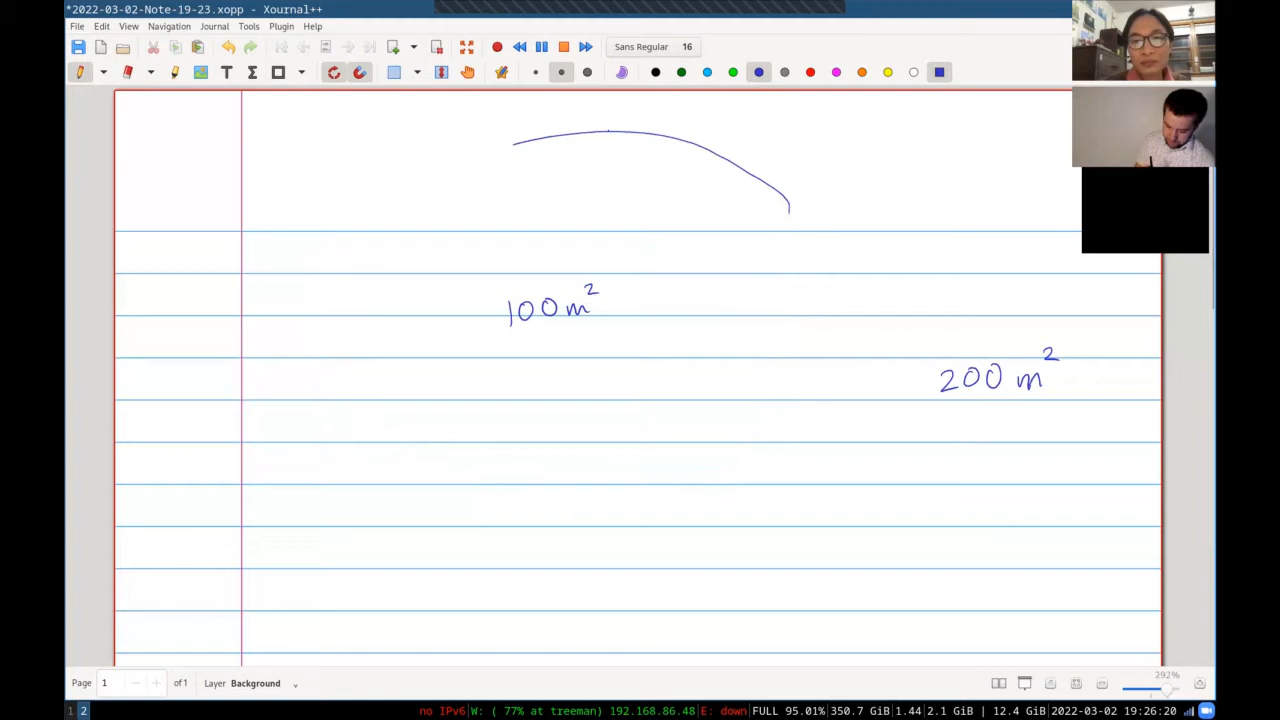 *2022-03-02-Note-19-23.xopp - Xournal++
File Edit View Navigation Journal Tools Plugin Help
Sans Regular 16
100 m²
200 m²
Page 1 of 1 Layer Background 292%
1 2 no IPv6 W: ( 77% at treeman) 192.168.86.48 E: down FULL 95.01% 350.7 GiB 1.44 2.1 GiB | 12.4 GiB 2022-03-02 19:26:20